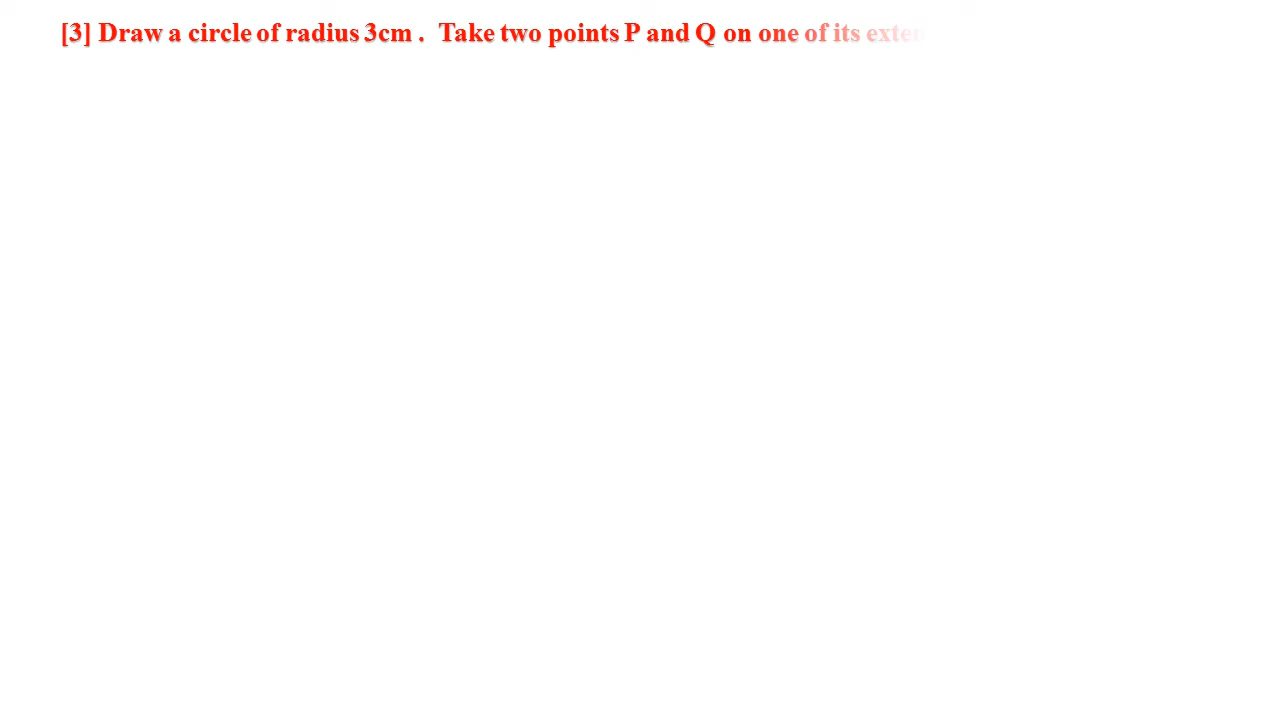 [3] Draw a circle of radius 3cm . Take two points P and Q on one of its